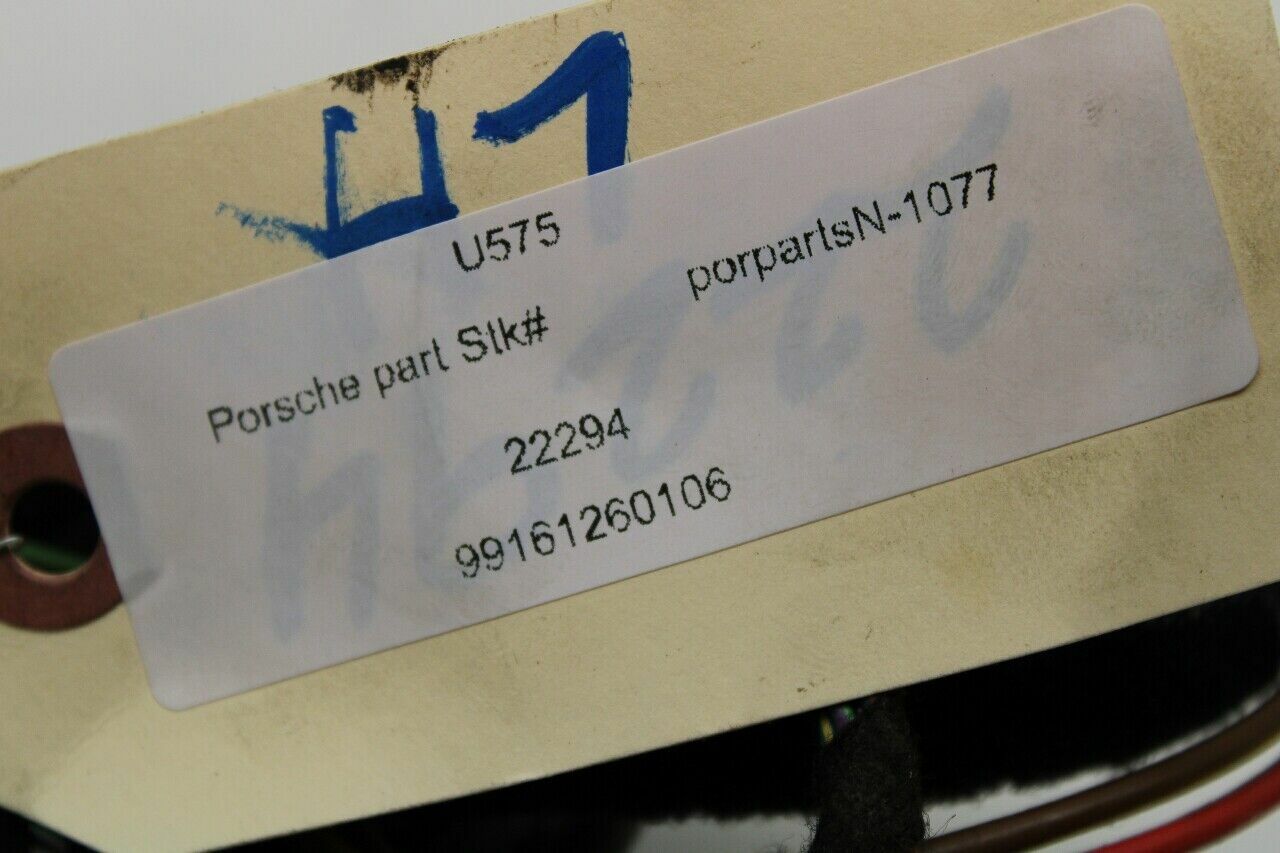 U575
porpartsN-1077
Porsche part Stk#
22294
99161260106